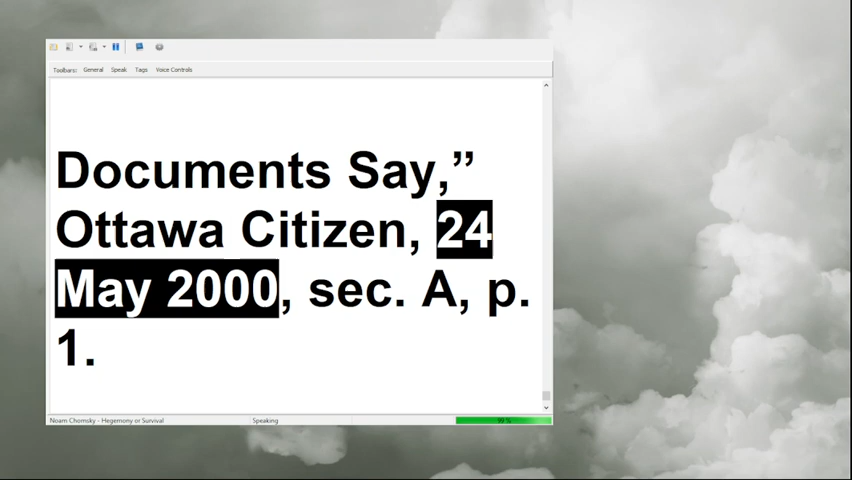 Toolbars: General Speak Tags Voice Controls
Documents Say,”
Ottawa Citizen, 24
May 2000, sec. A, p.
1.
Noam Chomsky - Hegemony or Survival Speaking 99 %